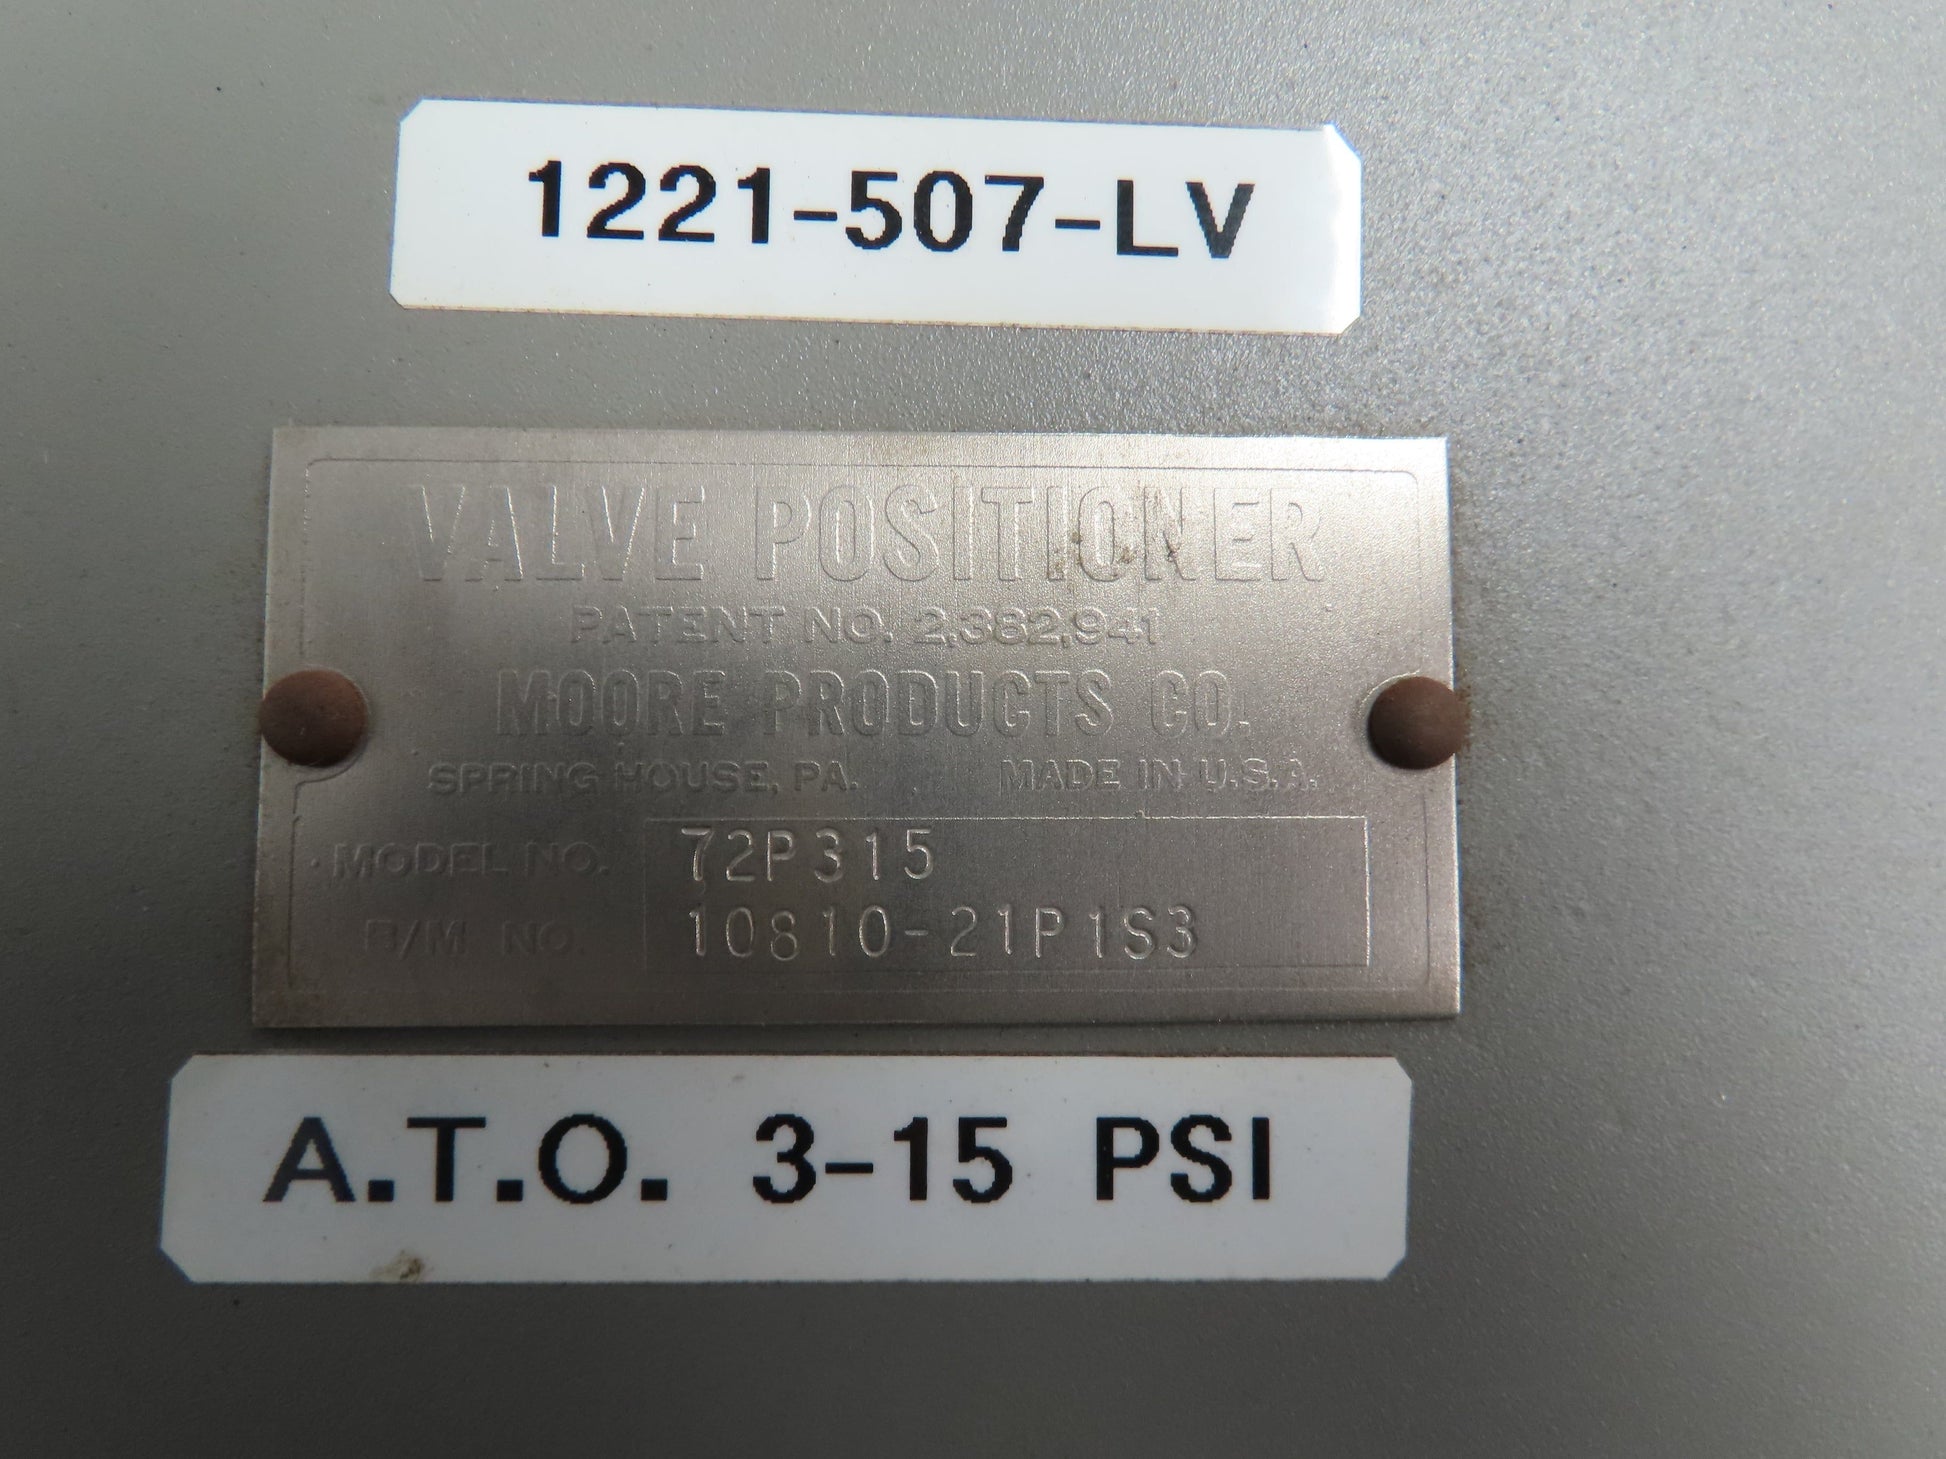 1221-507-LV
VALVE POSITIONER
PATENT NO. 2,382,941
MOORE PRODUCTS CO.
SPRING HOUSE, PA. MADE IN U.S.A.
MODEL NO. 72P315
B/M NO. 10810-21P1S3
A.T.O. 3-15 PSI